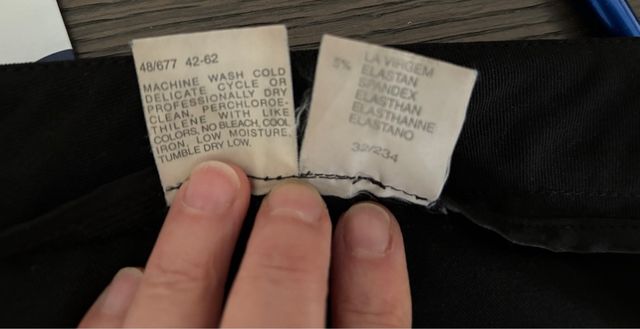 48/677 42-62
MACHINE WASH COLD
DELICATE CYCLE OR
PROFESSIONALLY DRY
CLEAN, PERCHLOROE-
THILENE WITH LIKE
COLORS, NO BLEACH, COOL
IRON, LOW MOISTURE,
TUMBLE DRY LOW.
LA VIRGEM
5% ELASTAN
SPANDEX
ELASTHAN
ELASTHANNE
ELASTANO
32/234